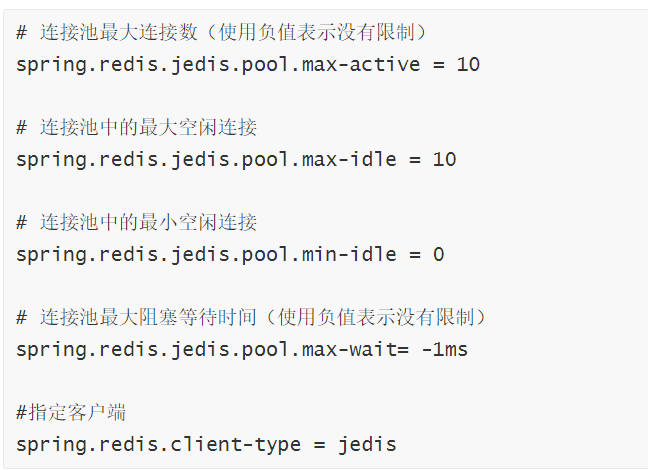 # 连接池最大连接数（使用负值表示没有限制）
spring.redis.jedis.pool.max-active = 10
# 连接池中的最大空闲连接
spring.redis.jedis.pool.max-idle = 10
# 连接池中的最小空闲连接
spring.redis.jedis.pool.min-idle = 0
# 连接池最大阻塞等待时间（使用负值表示没有限制）
spring.redis.jedis.pool.max-wait= -1ms
#指定客户端
spring.redis.client-type = jedis